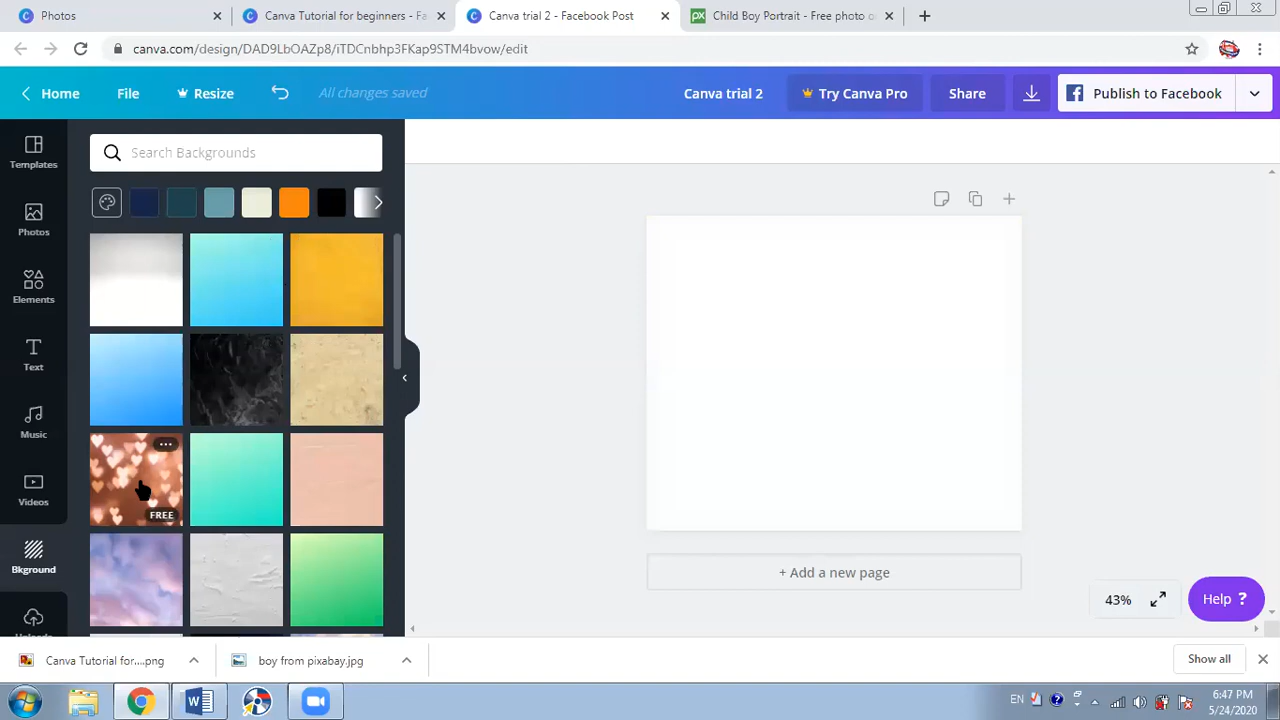 Photos
Canva Tutorial for beginners - Fa
Canva trial 2 - Facebook Post
Child Boy Portrait - Free photo o
canva.com/design/DAD9LbOAZp8/iTDCnbhp3FKap9STM4bvow/edit
Home
File
Resize
All changes saved
Canva trial 2
Try Canva Pro
Share
Publish to Facebook
Templates
Search Backgrounds
Photos
Elements
Text
Music
Videos
FREE
Bkground
+ Add a new page
43%
Help ?
Canva Tutorial for....png
boy from pixabay.jpg
Show all
EN
6:47 PM
5/24/2020